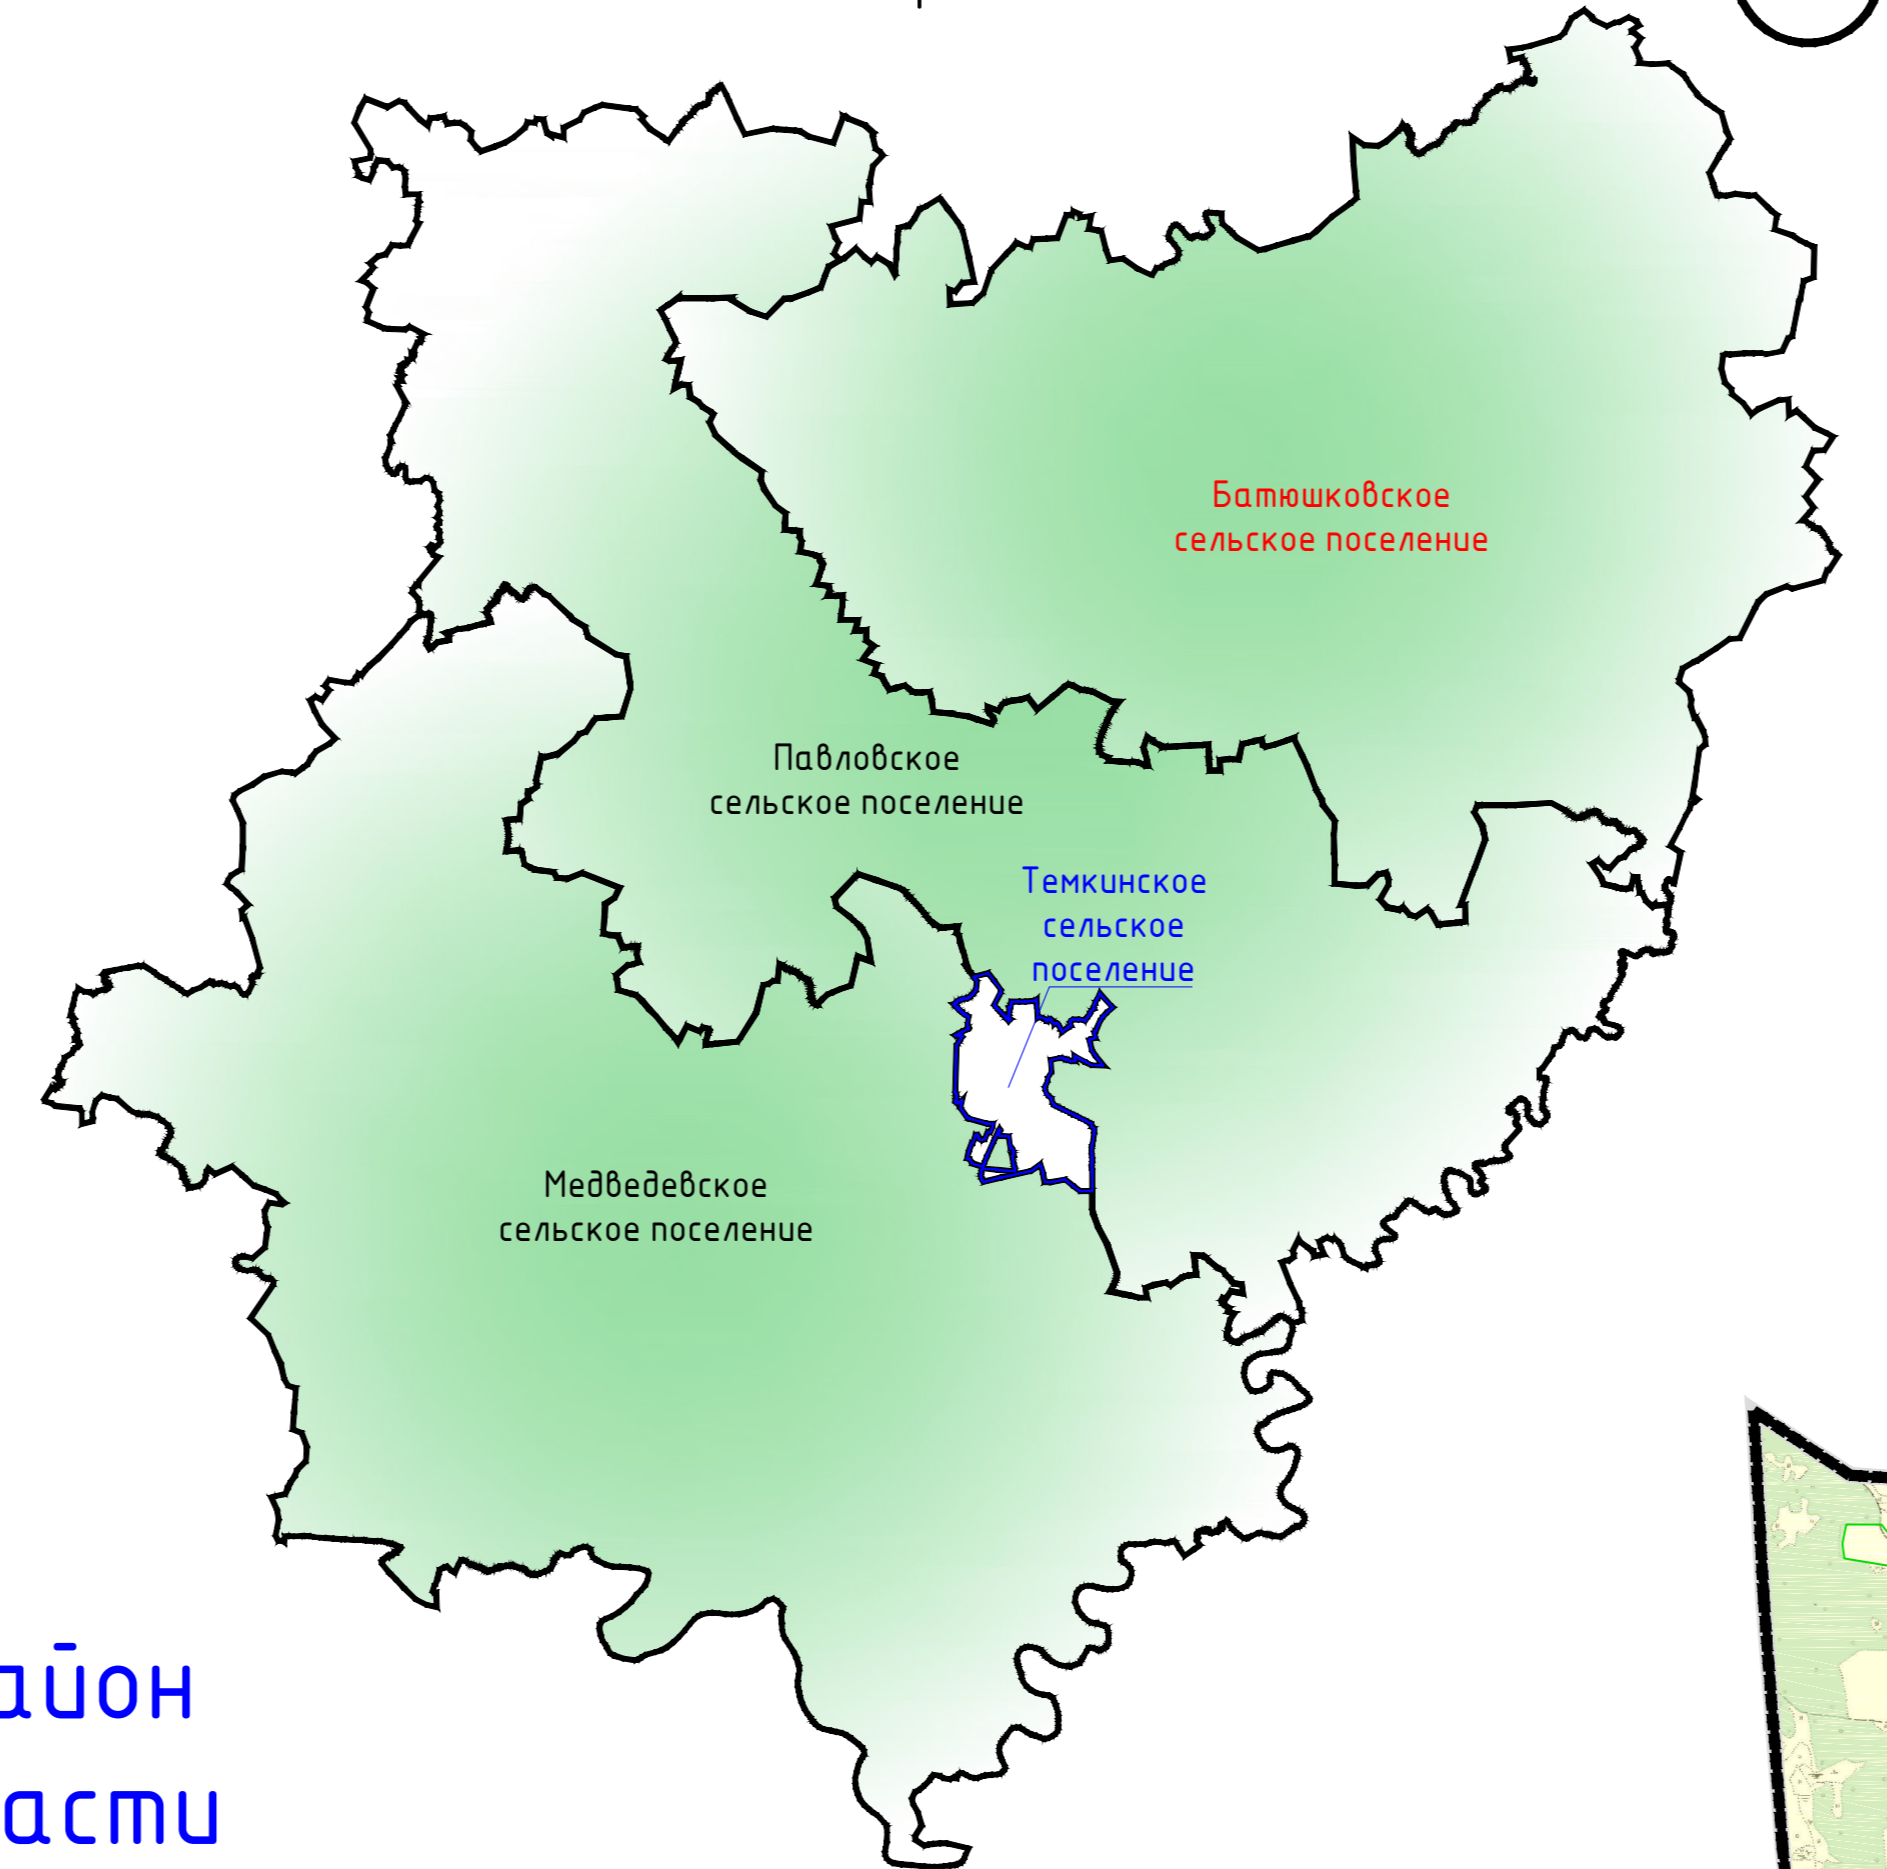 Батюшковское
сельское поселение
Павловское
сельское поселение
Темкинское
сельское
поселение
Медведевское
сельское поселение
айон
асти